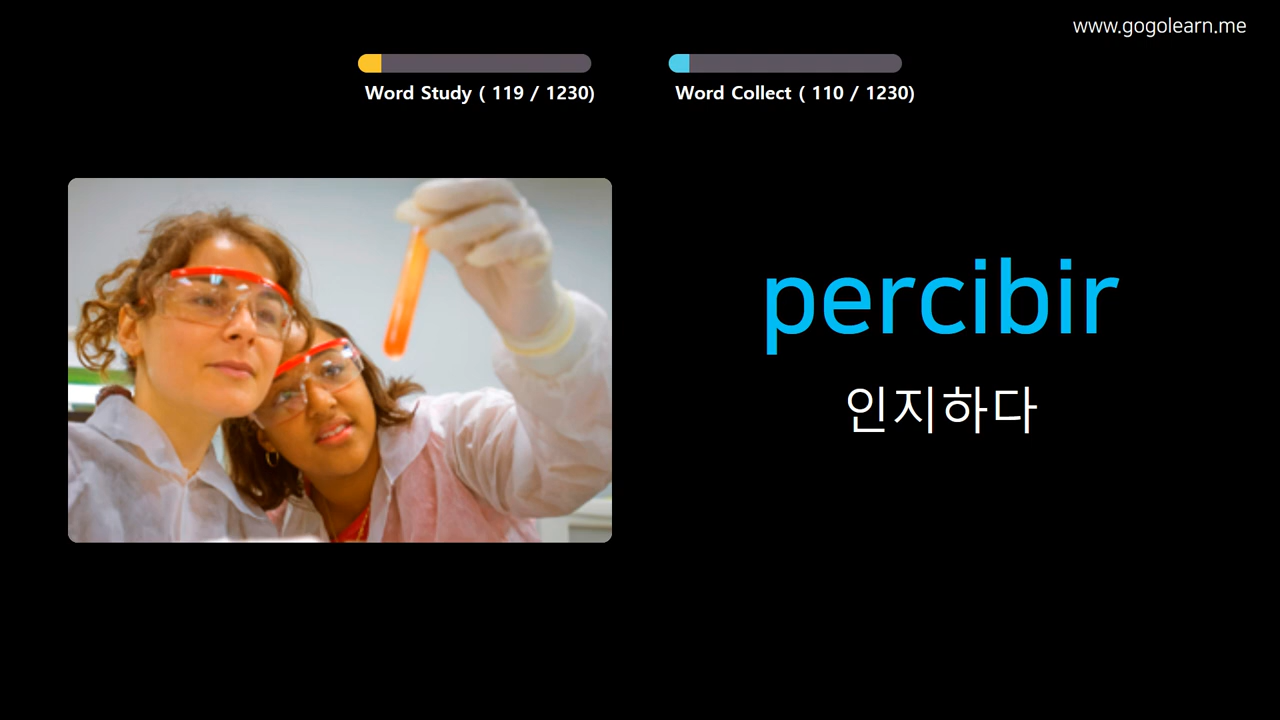 www.gogolearn.me
Word Study ( 119 / 1230)
Word Collect ( 110 / 1230)
percibir
인지하다